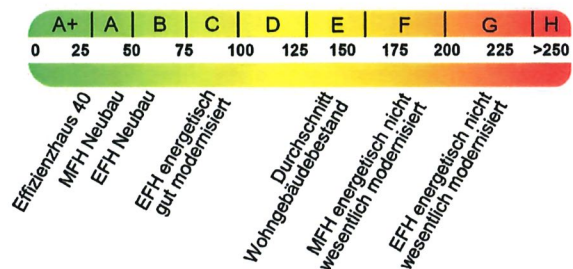 A+ A B C D E F G H
0 25 50 75 100 125 150 175 200 225 >250
Effizienzhaus 40
MFH Neubau
EFH Neubau
EFH energetisch
gut modernisiert
Durchschnitt
Wohngebäudebestand
MFH energetisch nicht
wesentlich modernisiert
EFH energetisch nicht
wesentlich modernisiert